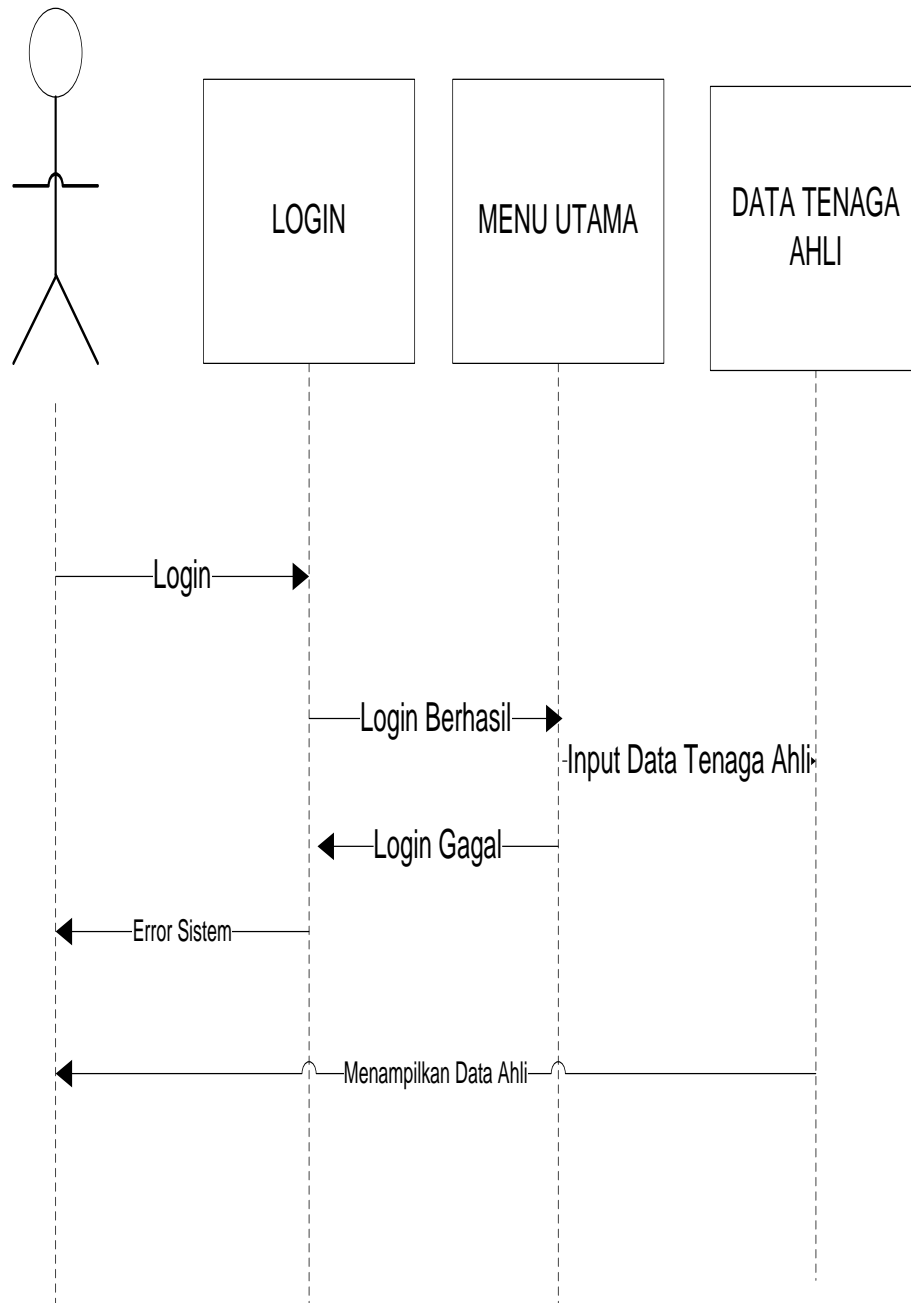 LOGIN
MENU UTAMA
DATA TENAGA
AHLI
Login
Login Berhasil
Input Data Tenaga Ahli
Login Gagal
Error Sistem
Menampilkan Data Ahli